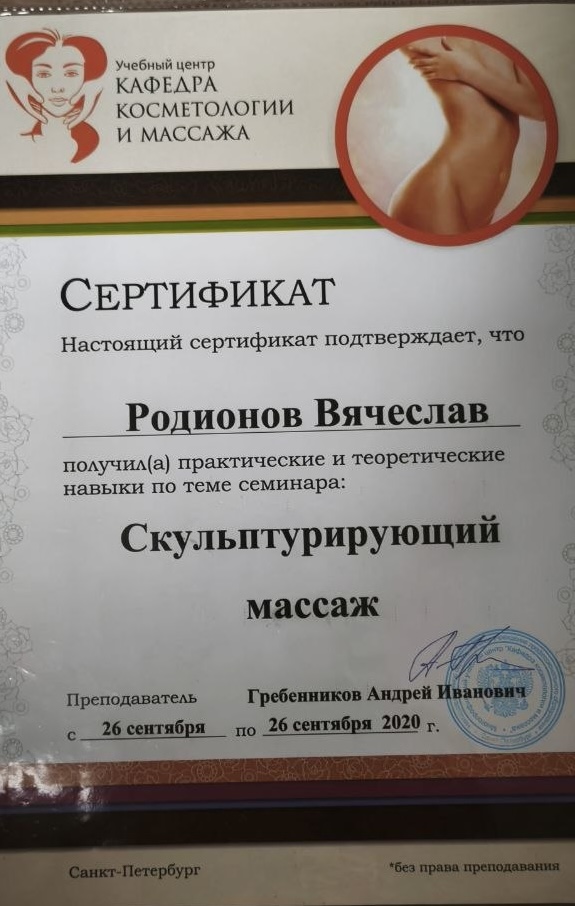 Учебный центр
КАФЕДРА
КОСМЕТОЛОГИИ
И МАССАЖА
СЕРТИФИКАТ
Настоящий сертификат подтверждает, что
Родионов Вячеслав
получил(а) практические и теоретические
навыки по теме семинара:
Скульптурирующий
массаж
Преподаватель Гребенников Андрей Иванович
с 26 сентября по 26 сентября 2020 г.
Санкт-Петербург *без права преподавания